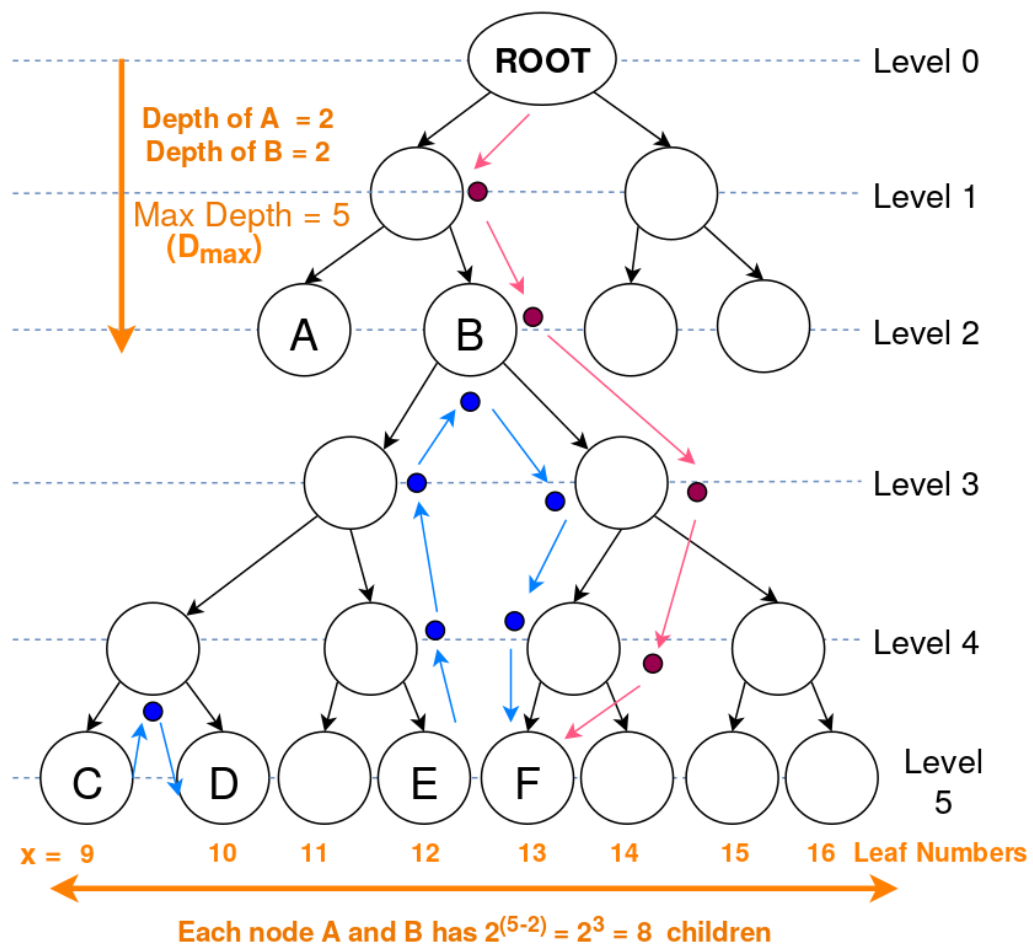 ROOT
Level 0
Depth of A = 2
Depth of B = 2
Level 1
Max Depth = 5
(Dmax)
A
B
Level 2
Level 3
Level 4
C
D
E
F
Level
5
x = 9 10 11 12 13 14 15 16 Leaf Numbers
Each node A and B has 2^(5-2) = 2^3 = 8 children